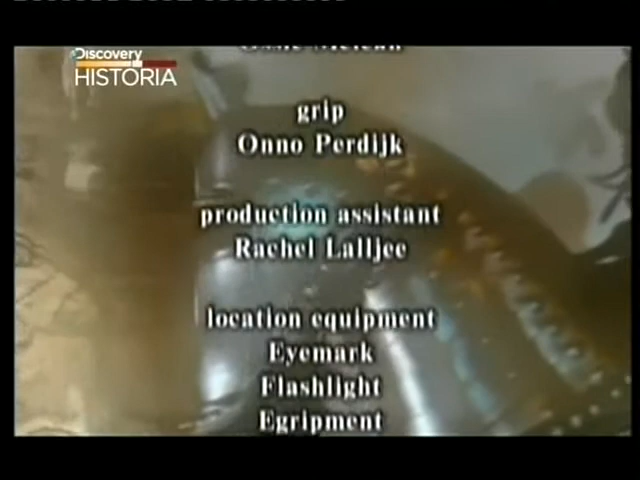 Discovery
HISTORIA
grip
Onno Perdijk
production assistant
Rachel Lalljee
location equipment
Eyemark
Flashlight
Egripment